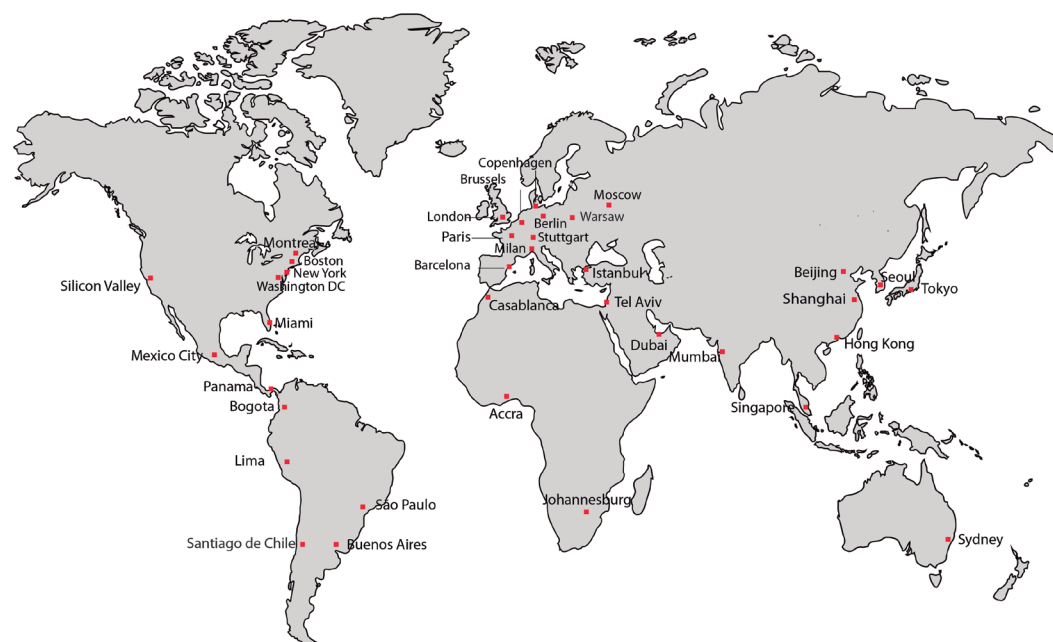 Copenhagen
Brussels
Moscow
London
Berlin
Warsaw
Paris
Stuttgart
Milan
Montreal
Boston
Barcelona
Istanbul
New York
Beijing
Seoul
Silicon Valley
Washington DC
Tokyo
Casablanca
Tel Aviv
Shanghai
Miami
Dubai
Hong Kong
Mexico City
Mumbai
Panama
Bogota
Accra
Singapore
Lima
Johannesburg
São Paulo
Santiago de Chile
Buenos Aires
Sydney